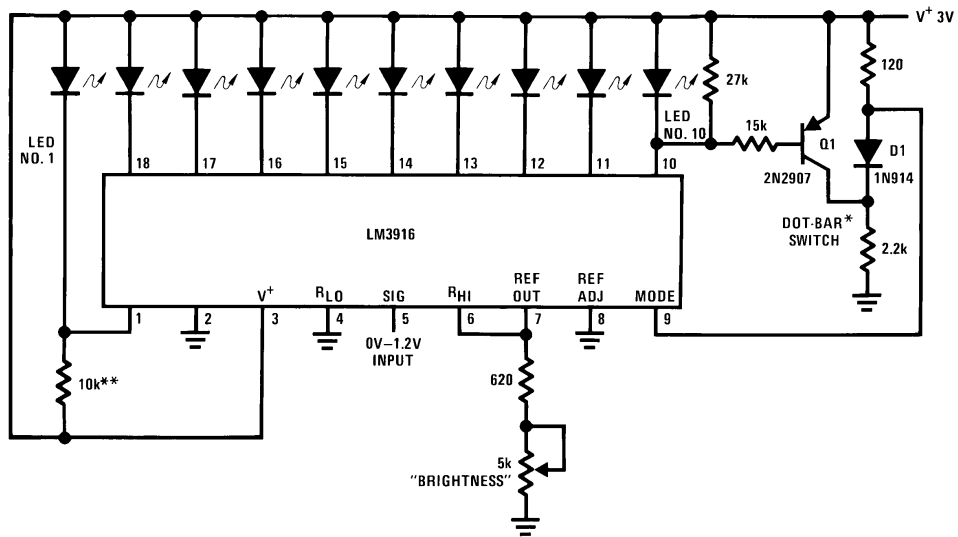 V+ 3V
120
27k
LED
NO. 1
LED
NO. 10
15k
Q1
2N2907
D1
1N914
DOT-BAR*
SWITCH
2.2k
18
17
16
15
14
13
12
11
10
LM3916
V+
RLO
SIG
RHI
REF
OUT
REF
ADJ
MODE
1
2
3
4
5
6
7
8
9
0V–1.2V
INPUT
10k**
620
5k
"BRIGHTNESS"